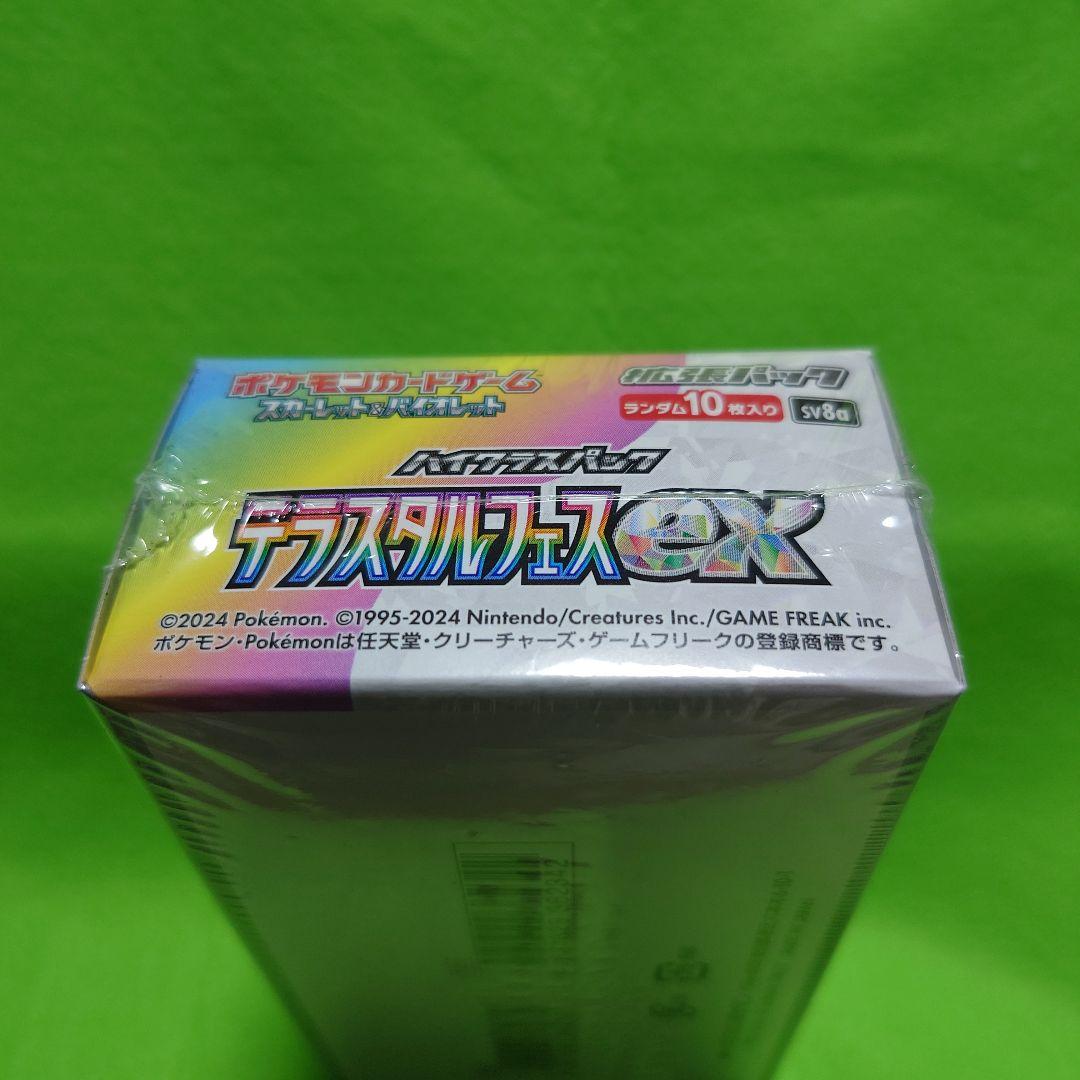 ポケモンカードゲーム
スカーレット&バイオレット
拡張パック
ランダム10枚入り
SV8a
ハイクラスパック
テラスタルフェスex
©2024 Pokémon. ©1995-2024 Nintendo/Creatures Inc./GAME FREAK inc.
ポケモン・Pokémonは任天堂・クリーチャーズ・ゲームフリークの登録商標です。